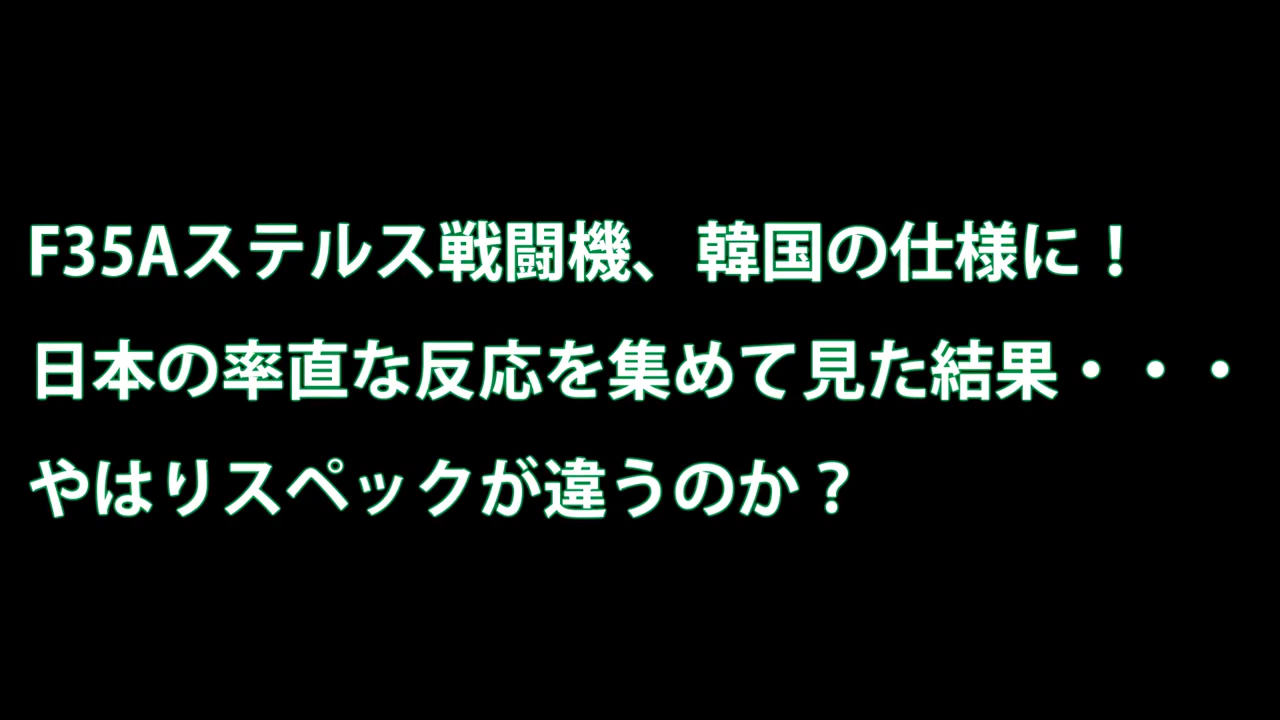 F35Aステルス戦闘機、韓国の仕様に！
日本の率直な反応を集めて見た結果・・・
やはりスペックが違うのか？